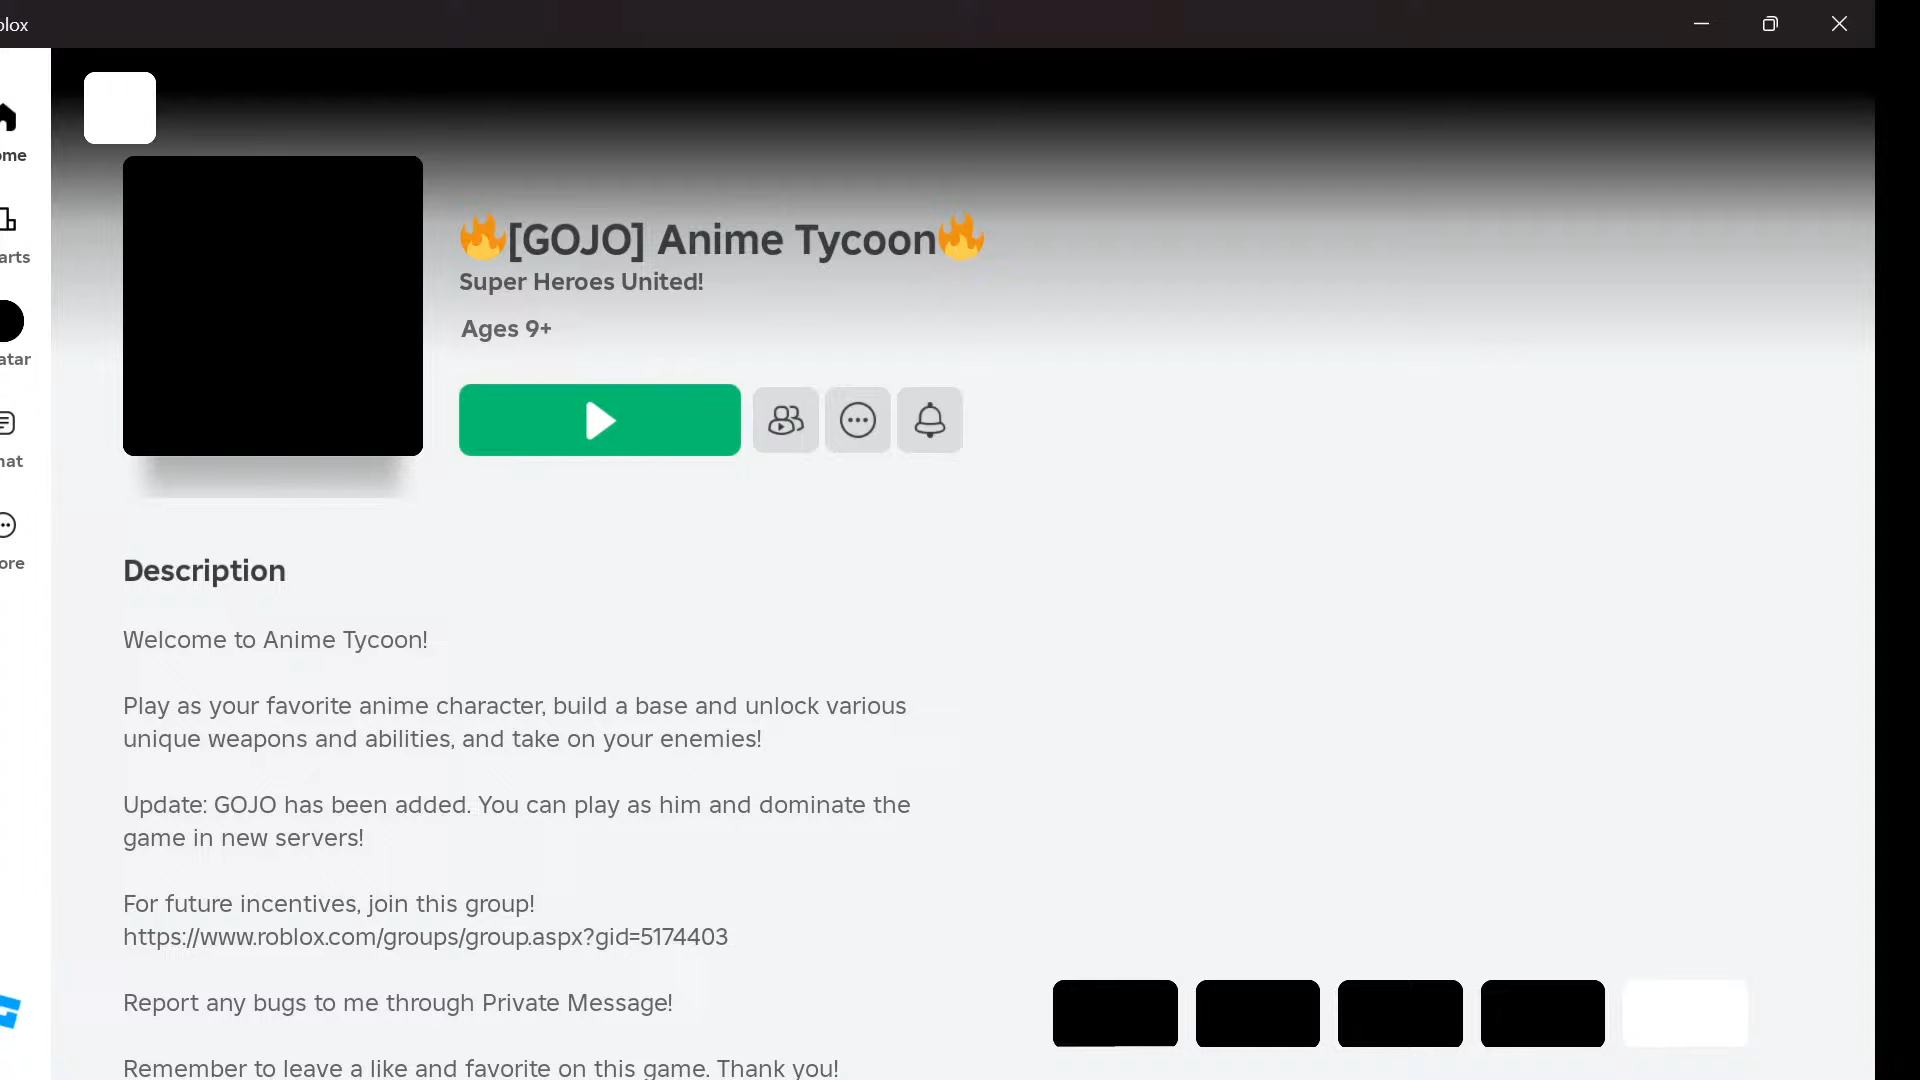 blox
ome
arts
atar
hat
ore
🔥[GOJO] Anime Tycoon🔥
Super Heroes United!
Ages 9+
Description
Welcome to Anime Tycoon!
Play as your favorite anime character, build a base and unlock various
unique weapons and abilities, and take on your enemies!
Update: GOJO has been added. You can play as him and dominate the
game in new servers!
For future incentives, join this group!
https://www.roblox.com/groups/group.aspx?gid=5174403
Report any bugs to me through Private Message!
Remember to leave a like and favorite on this game. Thank you!